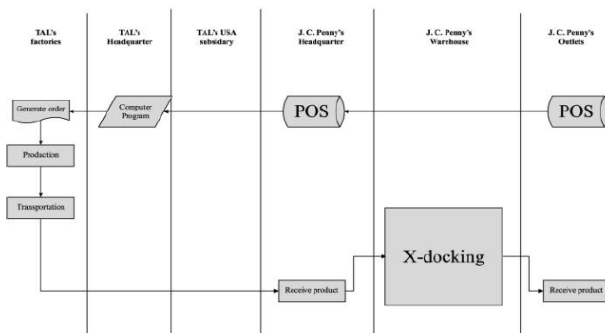 TAL's
factories
TAL's
Headquarter
TAL's USA
subsidary
J. C. Penny's
Headquarter
J. C. Penny's
Warehouse
J. C. Penny's
Outlets
Generate order
Computer
Program
POS
POS
Production
Transportation
X-docking
Receive product
Receive product